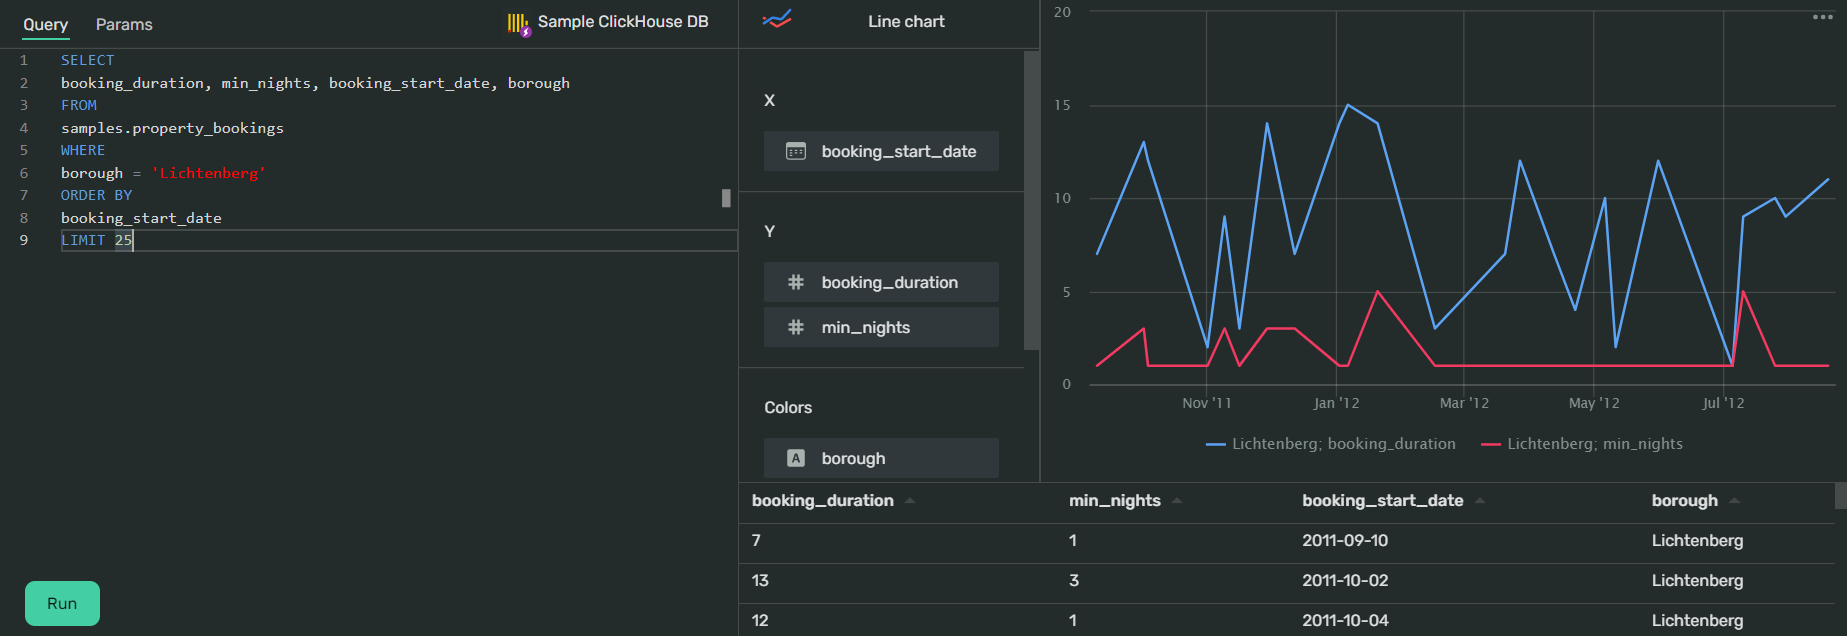 Query
Params
Sample ClickHouse DB
1 SELECT
2 booking_duration, min_nights, booking_start_date, borough
3 FROM
4 samples.property_bookings
5 WHERE
6 borough = 'Lichtenberg'
7 ORDER BY
8 booking_start_date
9 LIMIT 25
Run
Line chart
X
booking_start_date
Y
# booking_duration
# min_nights
Colors
A borough
20
15
10
5
0
Nov '11 Jan '12 Mar '12 May '12 Jul '12
Lichtenberg; booking_duration Lichtenberg; min_nights
booking_duration min_nights booking_start_date borough
7 1 2011-09-10 Lichtenberg
13 3 2011-10-02 Lichtenberg
12 1 2011-10-04 Lichtenberg